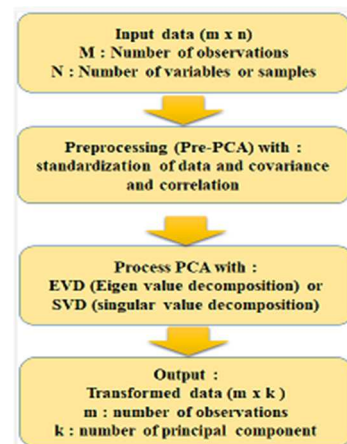 Input data (m x n)
M : Number of observations
N : Number of variables or samples
Preprocessing (Pre-PCA) with :
standardization of data and covariance
and correlation
Process PCA with :
EVD (Eigen value decomposition) or
SVD (singular value decomposition)
Output :
Transformed data (m x k )
m : number of observations
k : number of principal component